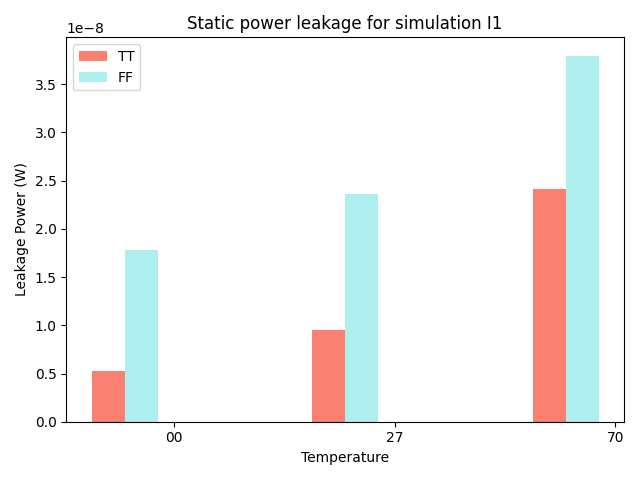 Static power leakage for simulation I1
1e−8
TT
FF
3.5
3.0
2.5
2.0
1.5
1.0
0.5
0.0
Leakage Power (W)
00 27 70
Temperature